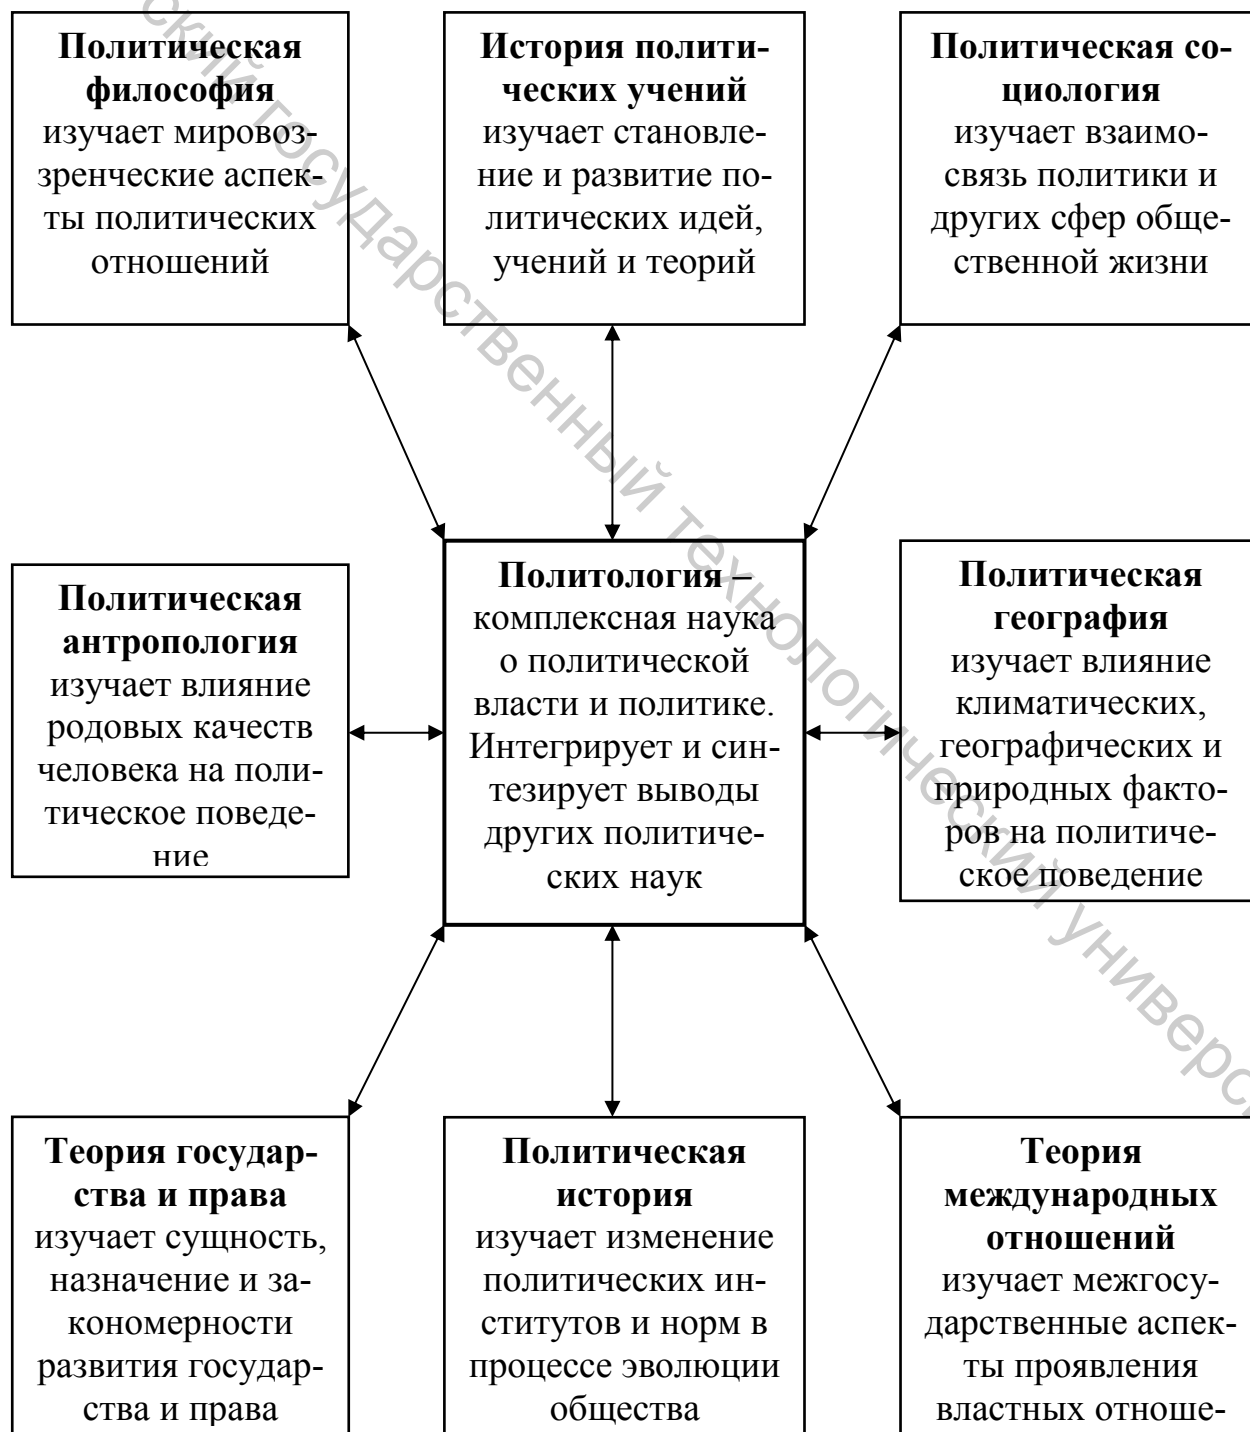 Политическая
философия
изучает мировоз-
зренческие аспек-
ты политических
отношений
История полити-
ческих учений
изучает становле-
ние и развитие по-
литических идей,
учений и теорий
Политическая со-
циология
изучает взаимо-
связь политики и
других сфер обще-
ственной жизни
Политическая
антропология
изучает влияние
родовых качеств
человека на поли-
тическое поведе-
ние
Политология –
комплексная наука
о политической
власти и политике.
Интегрирует и син-
тезирует выводы
других политиче-
ских наук
Политическая
география
изучает влияние
климатических,
географических и
природных факто-
ров на политиче-
ское поведение
Теория государ-
ства и права
изучает сущность,
назначение и за-
кономерности
развития государ-
ства и права
Политическая
история
изучает изменение
политических ин-
ститутов и норм в
процессе эволюции
общества
Теория
международных
отношений
изучает межгосу-
дарственные аспек-
ты проявления
властных отноше-
государственный технологический